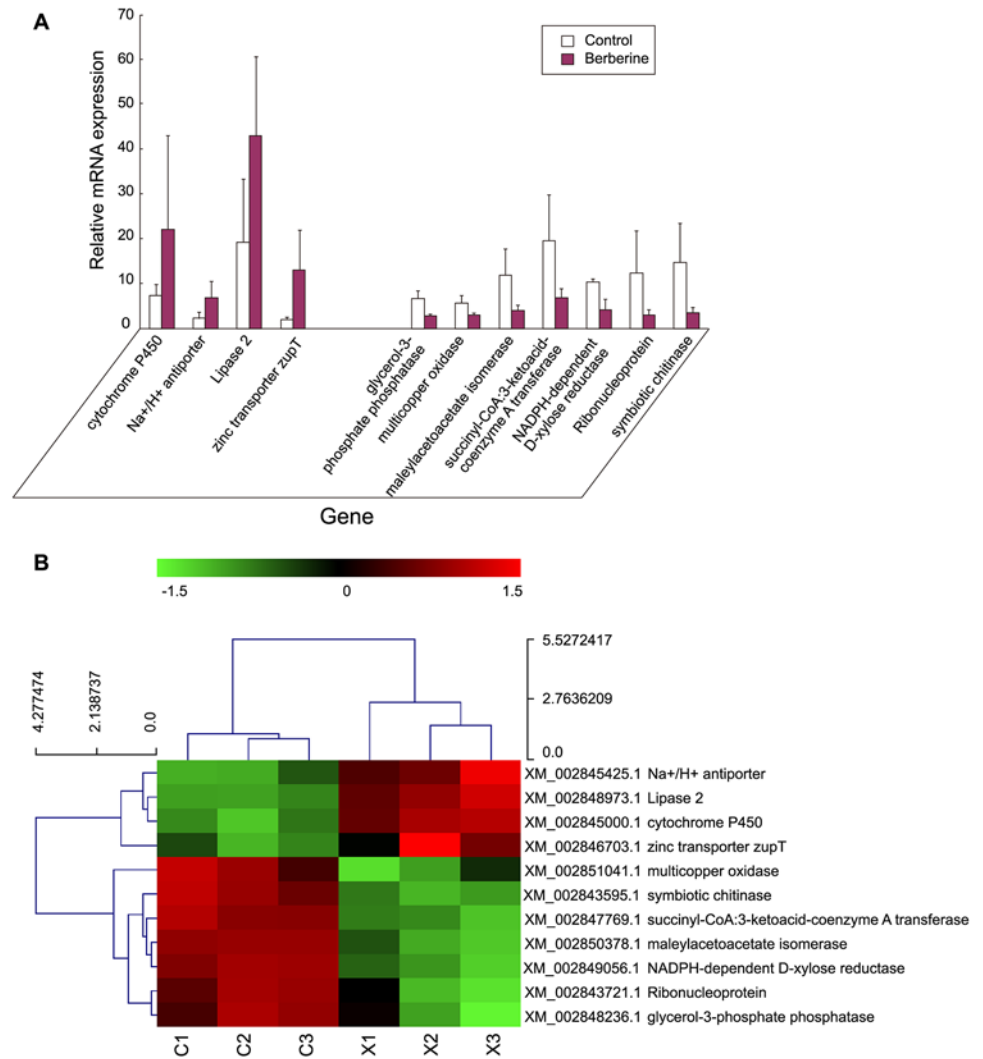 A
70
60
50
40
30
20
10
0
Relative mRNA expression
Control
Berberine
cytochrome P450
Na+/H+ antiporter
Lipase 2
zinc transporter zupT
glycerol-3-
phosphate phosphatase
multicopper oxidase
maleylacetoacetate isomerase
succinyl-CoA:3-ketoacid-
coenzyme A transferase
NADPH-dependent
D-xylose reductase
Ribonucleoprotein
symbiotic chitinase
Gene
B
-1.5
0
1.5
5.5272417
2.7636209
0.0
4.277474
2.138737
0.0
XM_002845425.1 Na+/H+ antiporter
XM_002848973.1 Lipase 2
XM_002845000.1 cytochrome P450
XM_002846703.1 zinc transporter zupT
XM_002851041.1 multicopper oxidase
XM_002843595.1 symbiotic chitinase
XM_002847769.1 succinyl-CoA:3-ketoacid-coenzyme A transferase
XM_002850378.1 maleylacetoacetate isomerase
XM_002849056.1 NADPH-dependent D-xylose reductase
XM_002843721.1 Ribonucleoprotein
XM_002848236.1 glycerol-3-phosphate phosphatase
C1
C2
C3
X1
X2
X3